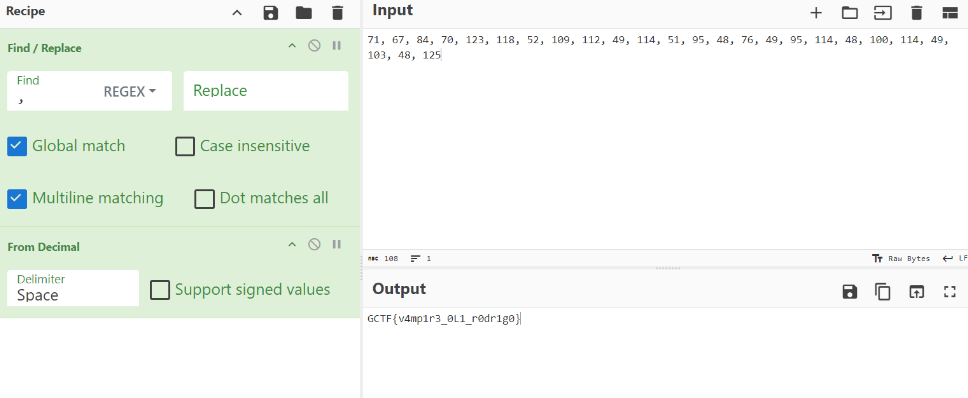 Recipe
Find / Replace
Find
,
REGEX
Replace
Global match
Case insensitive
Multiline matching
Dot matches all
From Decimal
Delimiter
Space
Support signed values
Input
71, 67, 84, 70, 123, 118, 52, 109, 112, 49, 114, 51, 95, 48, 76, 49, 95, 114, 48, 100, 114, 49,
103, 48, 125
ABC 108 1
Tr Raw Bytes LF
Output
GCTF{v4mp1r3_0L1_r0dr1g0}